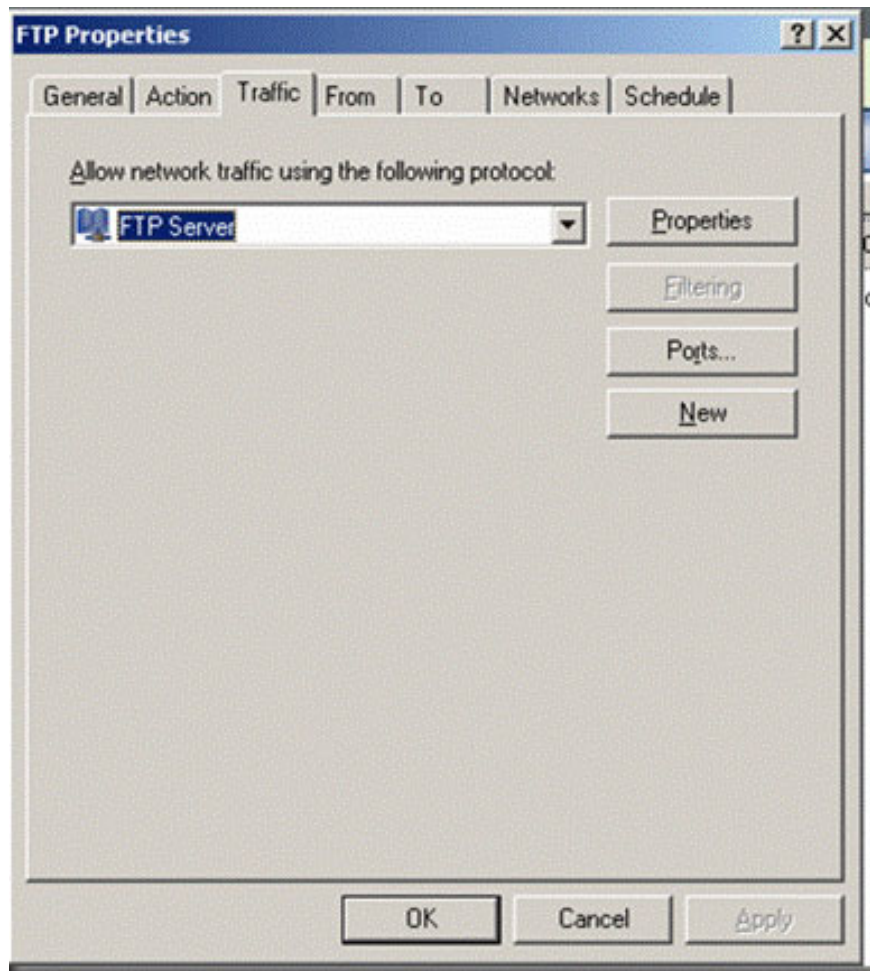 FTP Properties
General Action Traffic From To Networks Schedule
Allow network traffic using the following protocol:
FTP Server
Properties
Filtering
Ports...
New
OK Cancel Apply